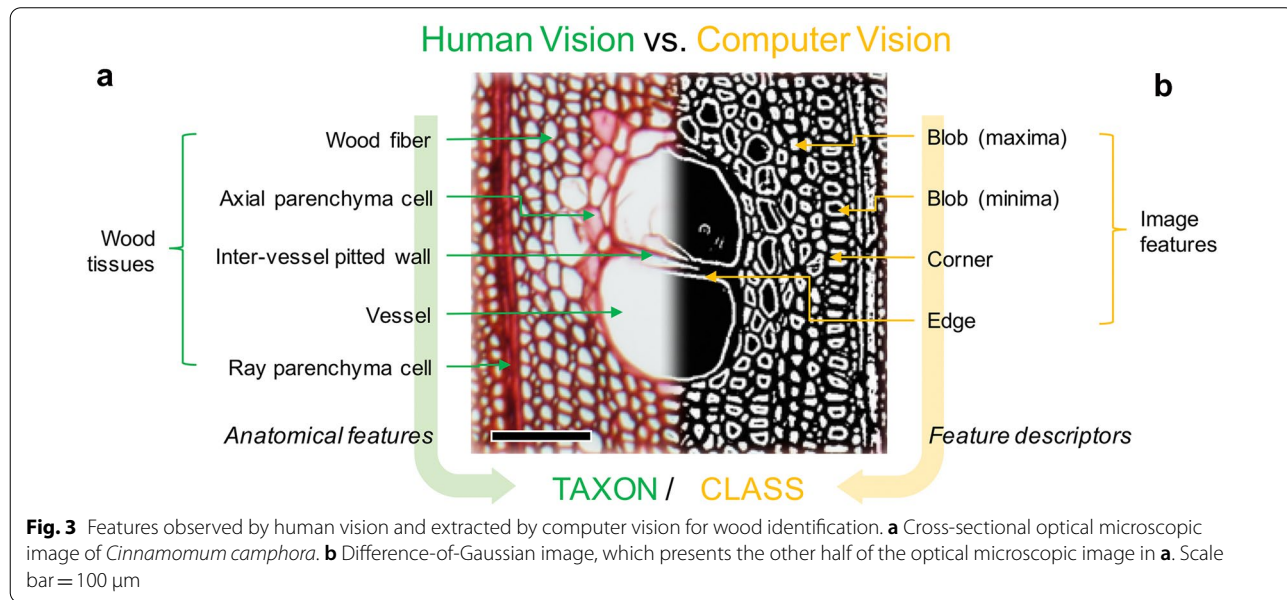 Human Vision vs. Computer Vision
a
b
Wood tissues
Wood fiber
Axial parenchyma cell
Inter-vessel pitted wall
Vessel
Ray parenchyma cell
Anatomical features
Blob (maxima)
Blob (minima)
Corner
Edge
Image features
Feature descriptors
TAXON / CLASS
Fig. 3 Features observed by human vision and extracted by computer vision for wood identification. a Cross-sectional optical microscopic
image of Cinnamomum camphora. b Difference-of-Gaussian image, which presents the other half of the optical microscopic image in a. Scale
bar = 100 µm